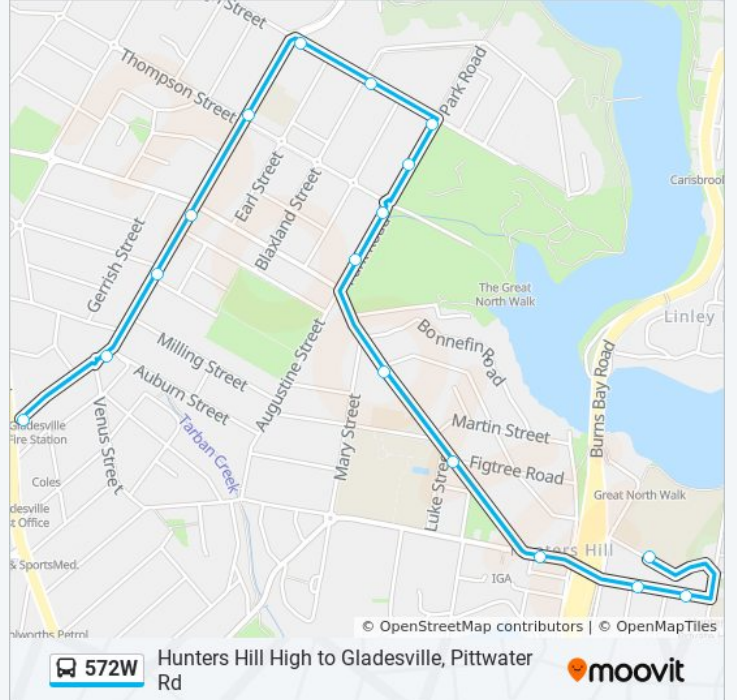 Street
Thompson Street
Park Road
Carisbrook
Earl Street
Blaxland Street
Gerrish Street
The Great
North Walk
Linley
Bonnefin
Road
Burns Bay Road
Milling Street
Auburn Street
Augustine Street
Gladesville
Fire Station
Venus Street
Tarban Creek
Mary Street
Martin Street
Figtree Road
Luke Stree
Coles
Great North Walk
desville
t Office
Hunters Hill
& SportsMed.
IGA
olworths Petrol
© OpenStreetMap contributors | © OpenMapTiles
572W
Hunters Hill High to Gladesville, Pittwater
Rd
moovit